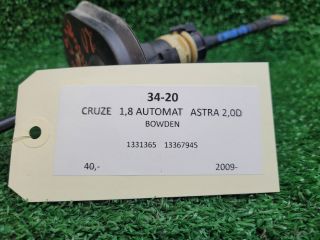 34-20
CRUZE 1,8 AUTOMAT ASTRA 2,0D
BOWDEN
1331365 13367945
40,- 2009-